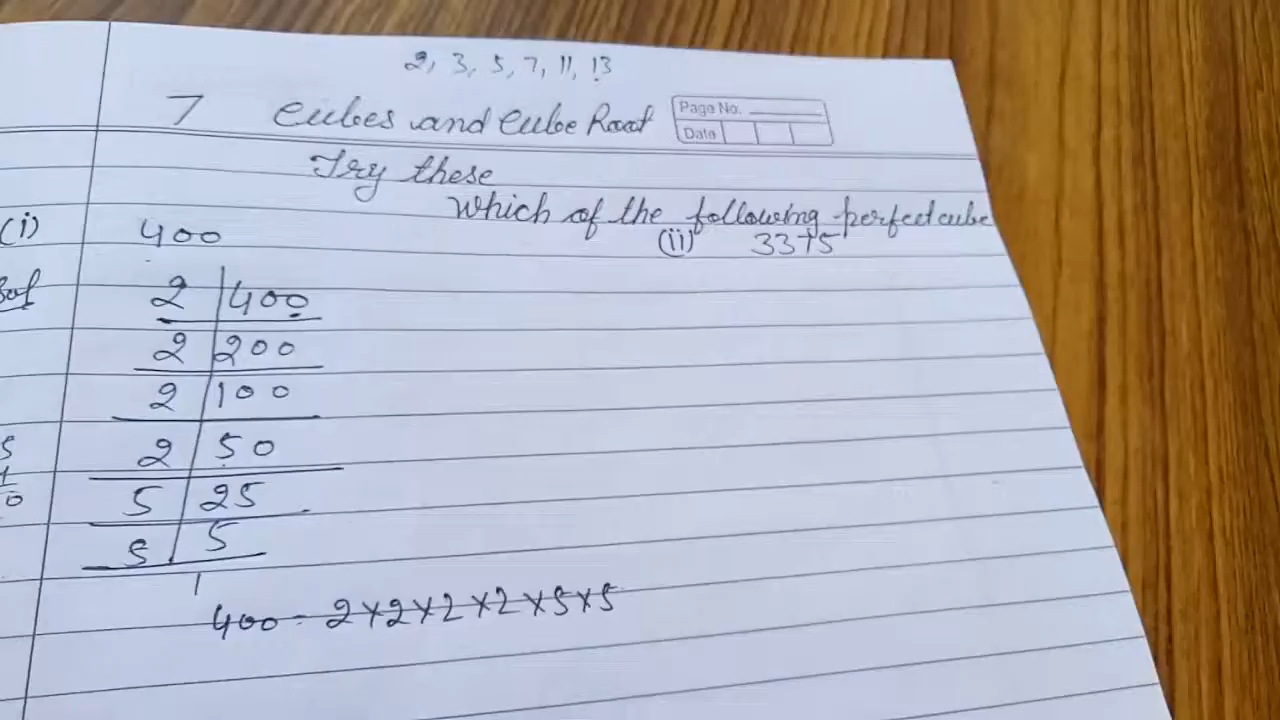 2, 3, 5, 7, 11, 13
7 Cubes and Cube Root
Page No.
Date
Try these
Which of the following perfect cube
(i) 400 (ii) 3375
2 400
2 200
2 100
2 50
5 25
5 5
1
400 = 2×2×2×2×5×5